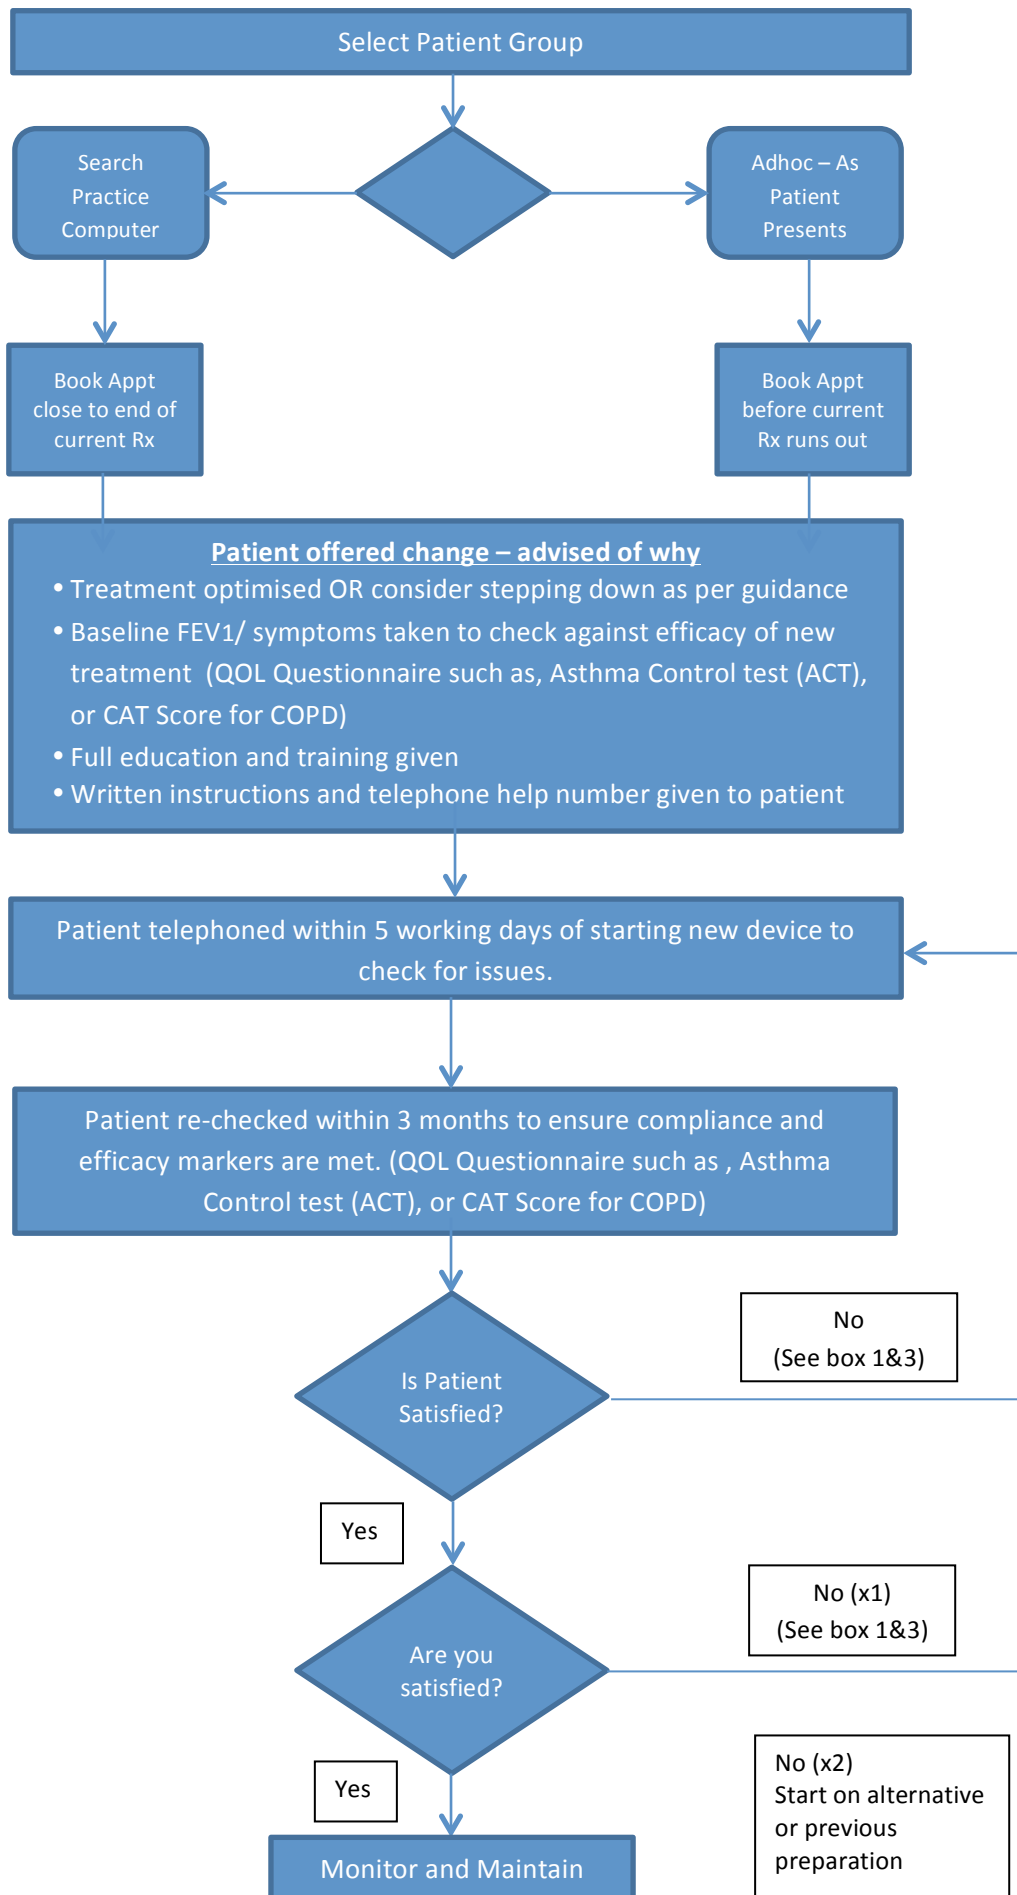 Select Patient Group
Search
Practice
Computer
Adhoc – As
Patient
Presents
Book Appt
close to end of
current Rx
Book Appt
before current
Rx runs out
Patient offered change – advised of why
• Treatment optimised OR consider stepping down as per guidance
• Baseline FEV1/ symptoms taken to check against efficacy of new
treatment (QOL Questionnaire such as, Asthma Control test (ACT),
or CAT Score for COPD)
• Full education and training given
• Written instructions and telephone help number given to patient
Patient telephoned within 5 working days of starting new device to
check for issues.
Patient re-checked within 3 months to ensure compliance and
efficacy markers are met. (QOL Questionnaire such as , Asthma
Control test (ACT), or CAT Score for COPD)
No
(See box 1&3)
Is Patient
Satisfied?
Yes
No (x1)
(See box 1&3)
Are you
satisfied?
No (x2)
Start on alternative
or previous
preparation
Yes
Monitor and Maintain